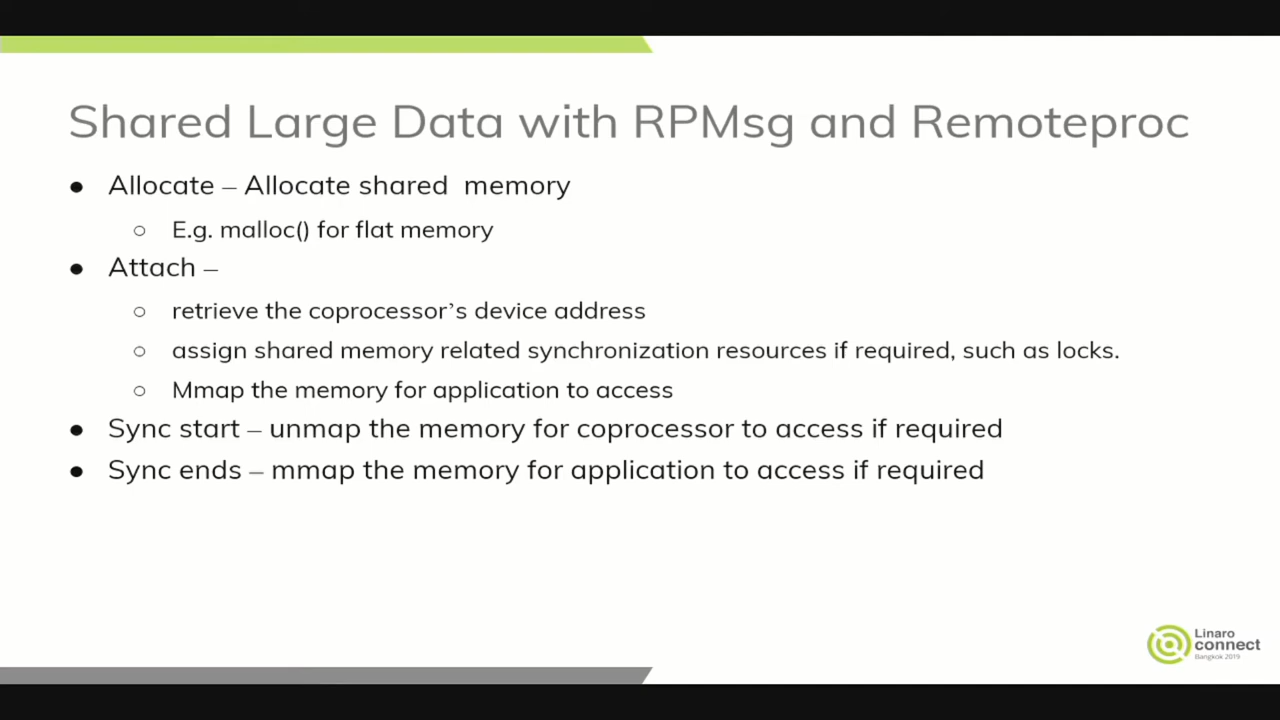 Shared Large Data with RPMsg and Remoteproc
● Allocate – Allocate shared memory
○ E.g. malloc() for flat memory
● Attach –
○ retrieve the coprocessor’s device address
○ assign shared memory related synchronization resources if required, such as locks.
○ Mmap the memory for application to access
● Sync start – unmap the memory for coprocessor to access if required
● Sync ends – mmap the memory for application to access if required
Linaro
connect
Bangkok 2019